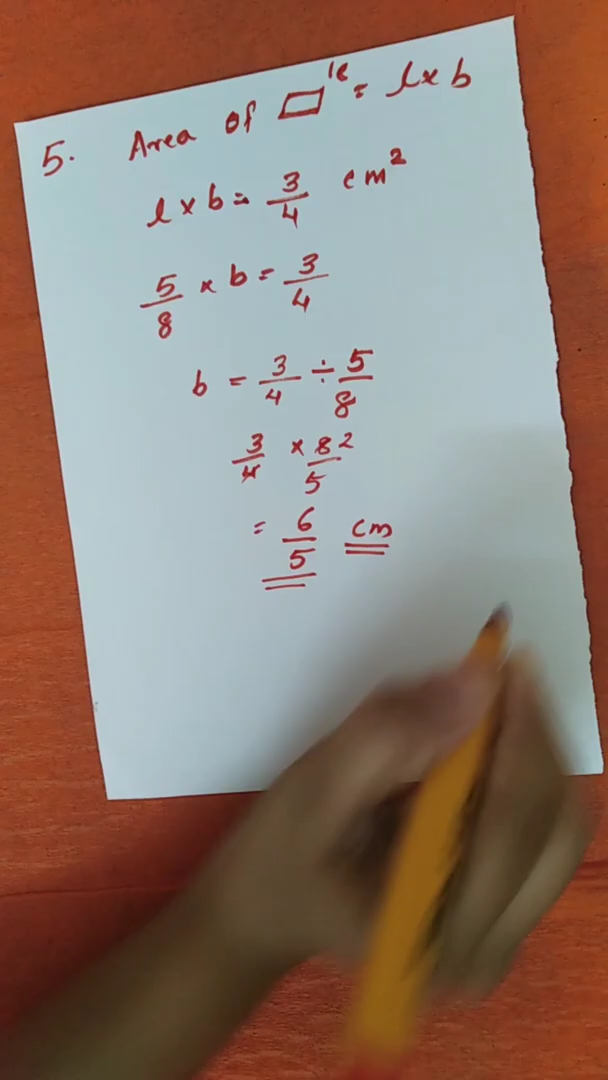 5. Area of ▭le = l×b
l × b = 3/4 cm²
5/8 × b = 3/4
b = 3/4 ÷ 5/8
3/4 × 8 2/5
= 6/5 cm